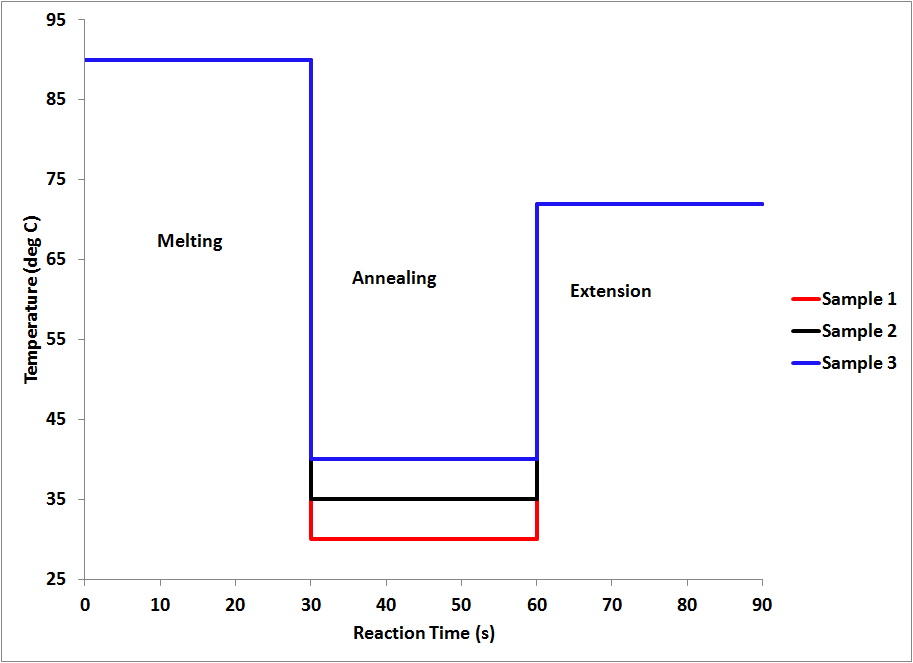 95
85
75
65
55
45
35
25
Temperature (deg C)
Melting
Annealing
Extension
Sample 1
Sample 2
Sample 3
0 10 20 30 40 50 60 70 80 90
Reaction Time (s)